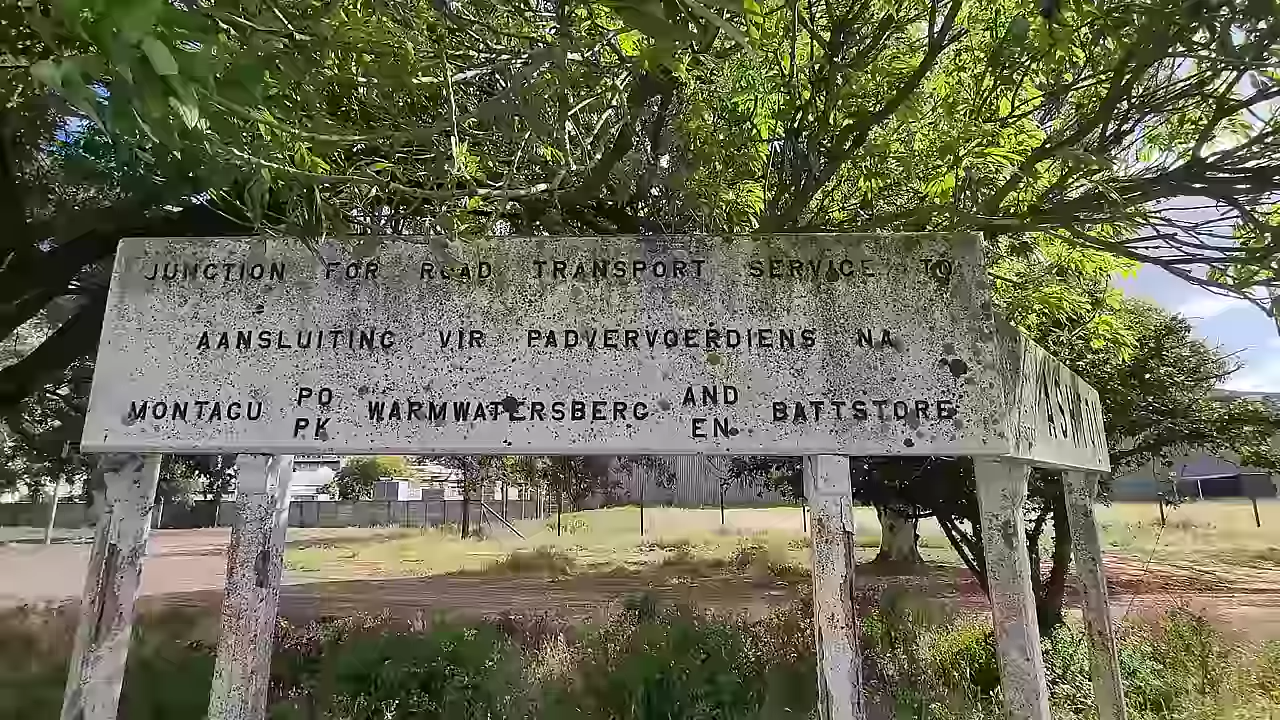 JUNCTION FOR ROAD TRANSPORT SERVICE TO
AANSLUITING VIR PADVERVOERDIENS NA
MONTAGU PO PK WARMWATERSBERG AND EN BATTSTORE